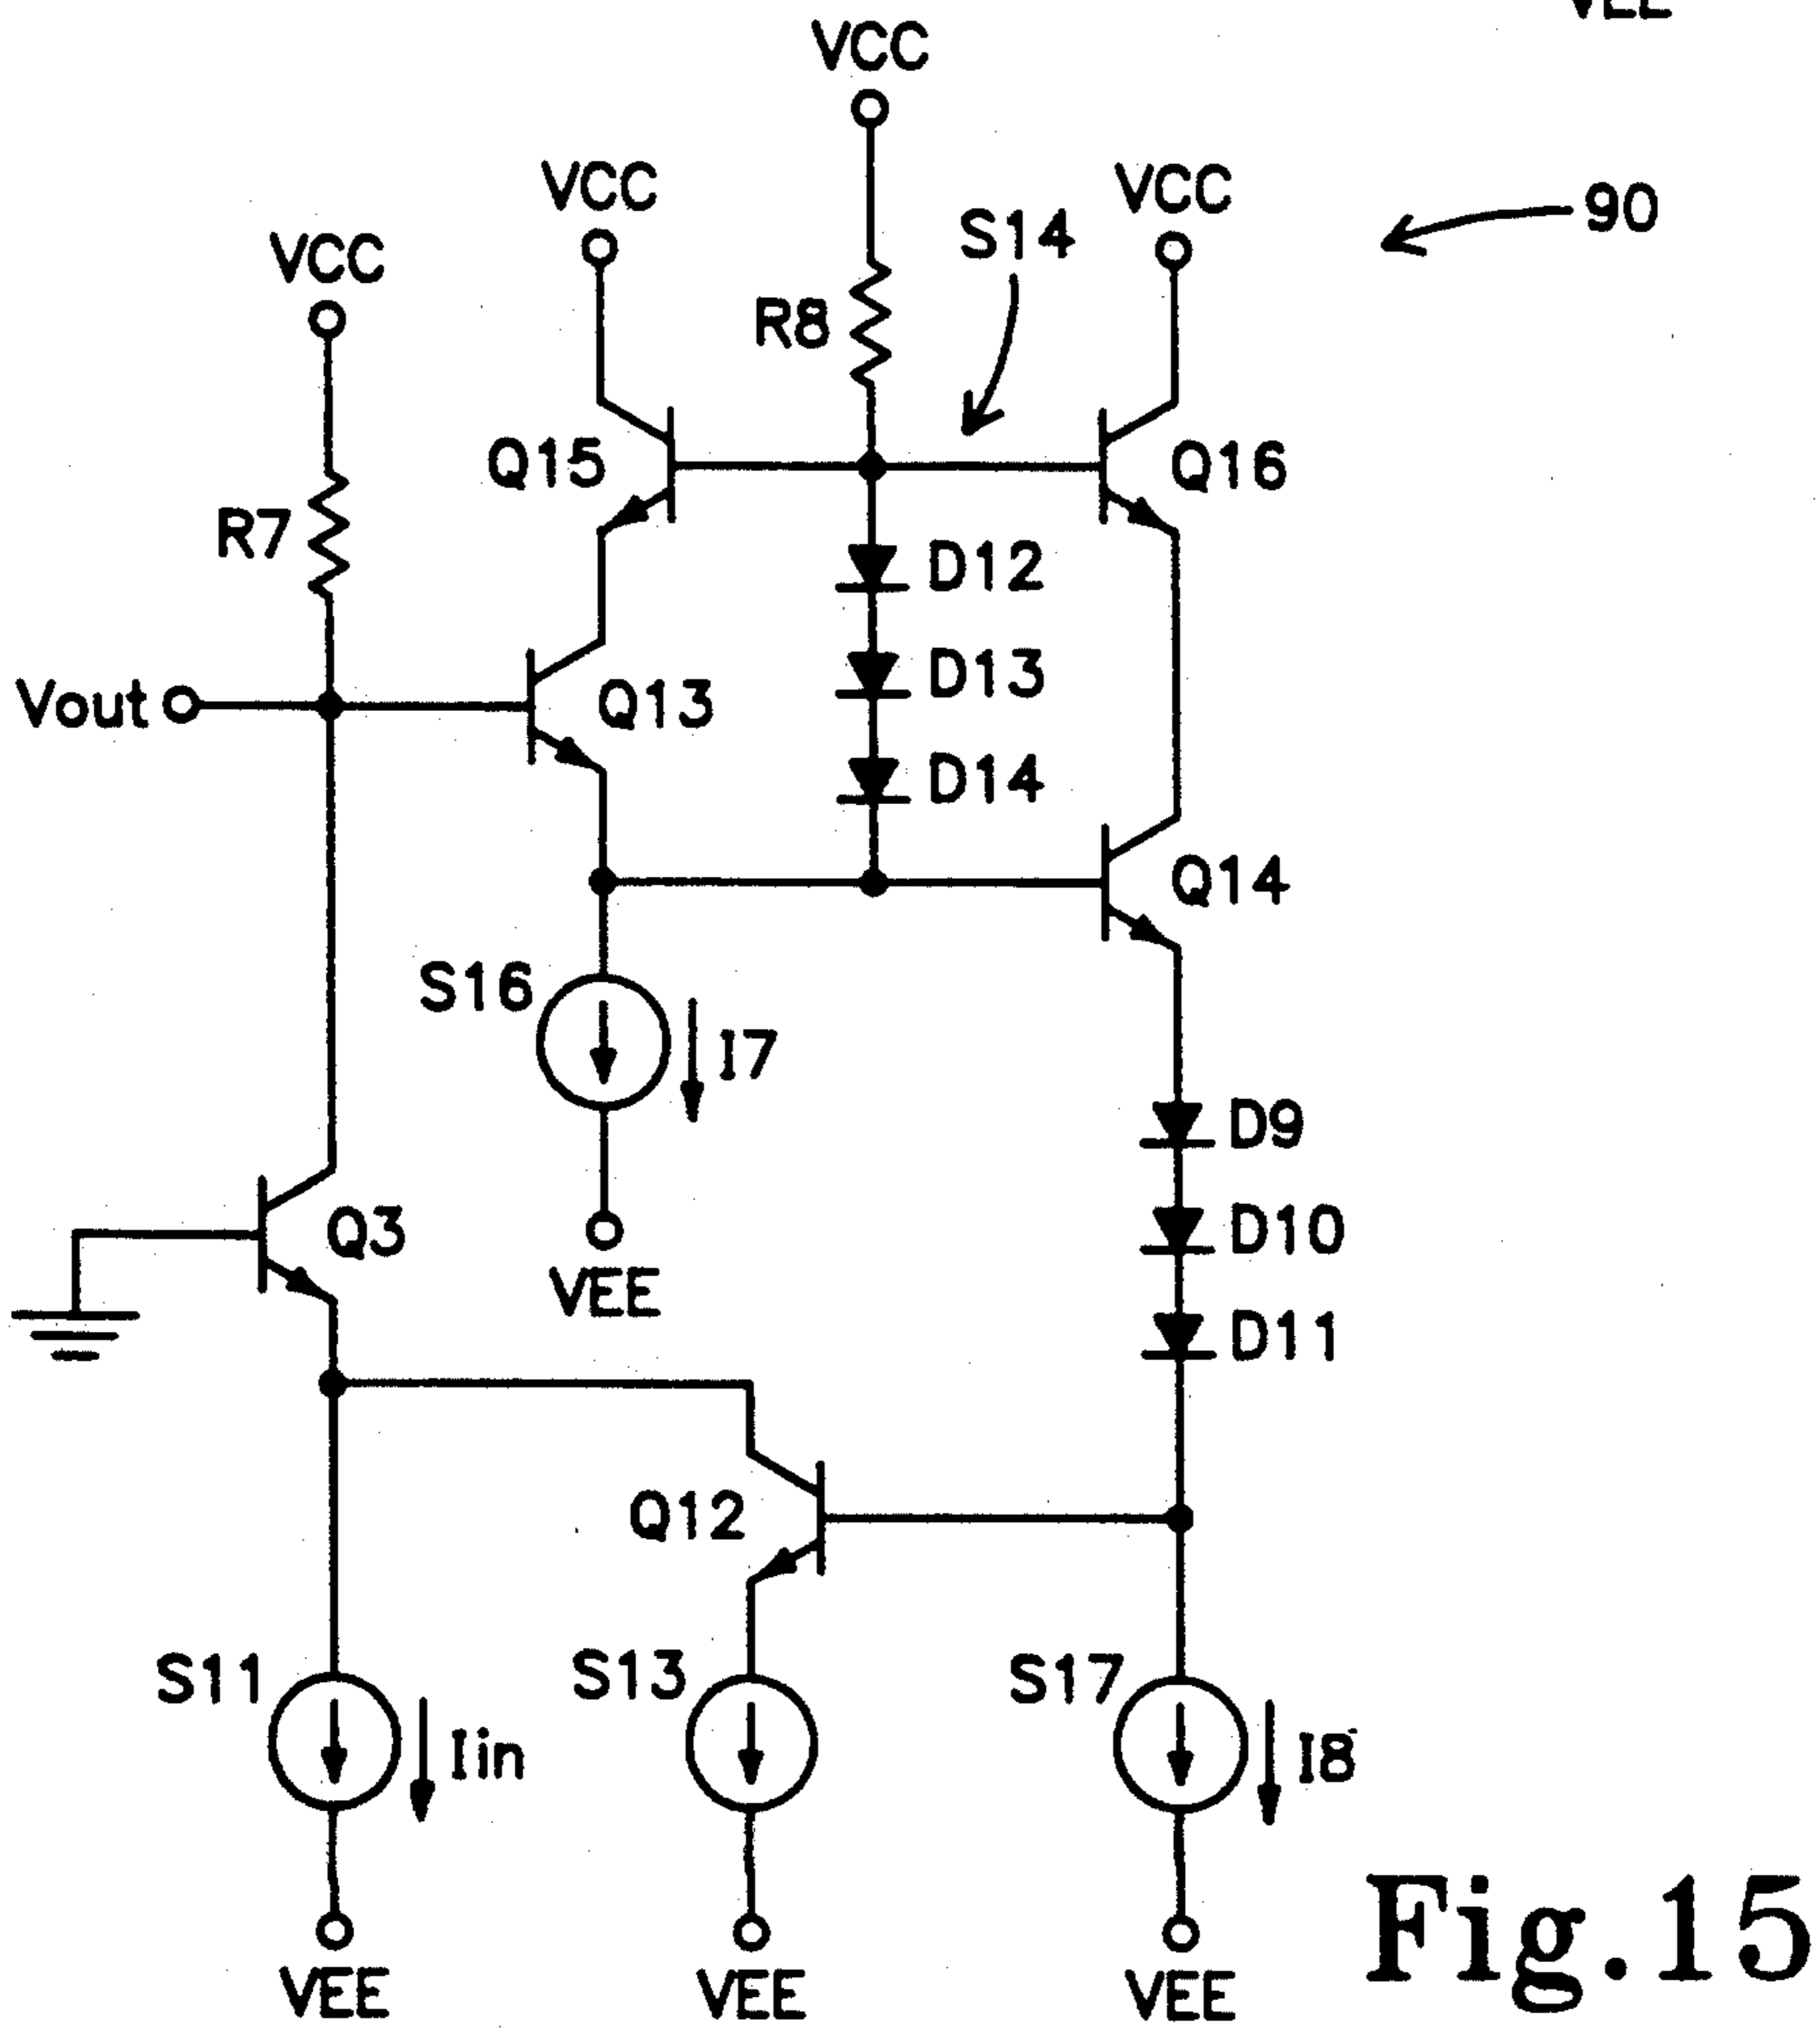 VEE
VCC
VCC
VCC
VCC
S14
90
R8
R7
Q15
Q16
D12
D13
D14
Vout
Q13
Q14
S16
I7
VEE
D9
D10
D11
Q3
Q12
S11
Iin
S13
S17
I8
VEE
VEE
VEE
Fig.15